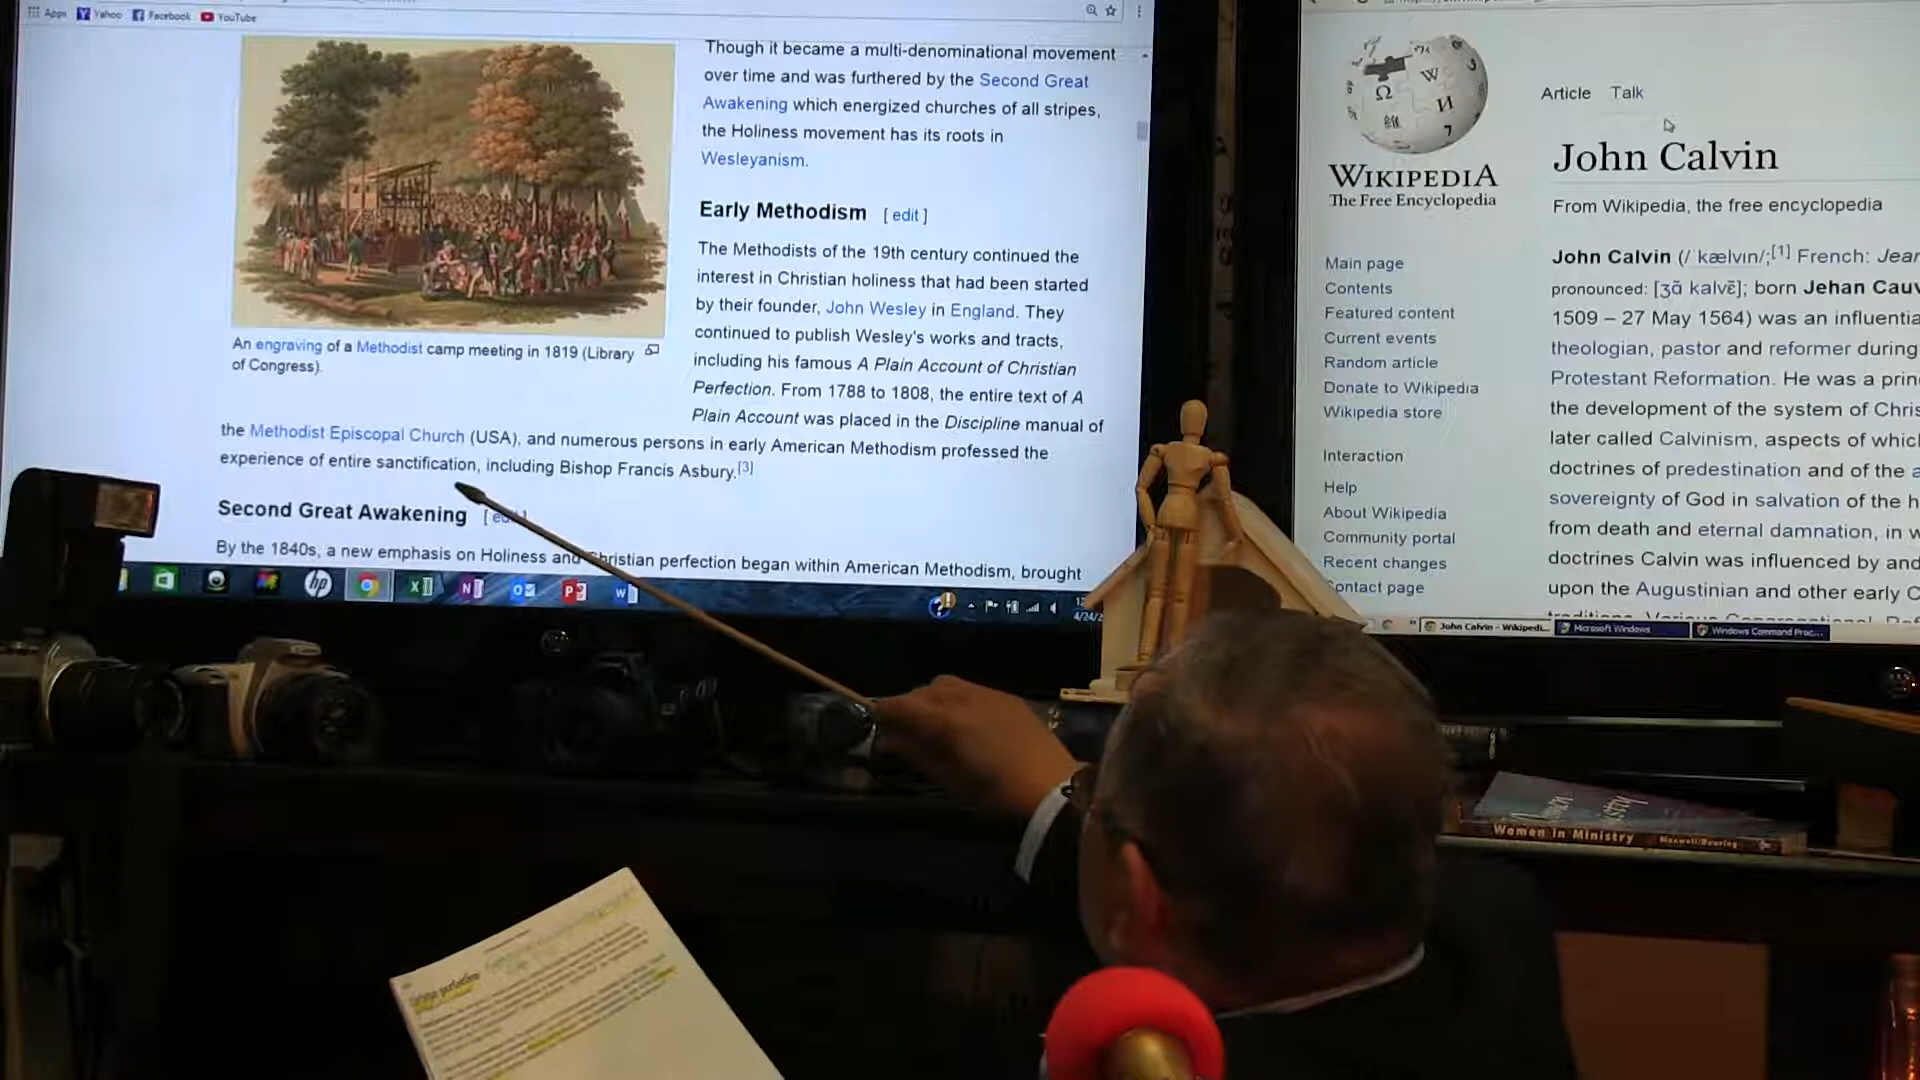 Apps Yahoo Facebook YouTube
Though it became a multi-denominational movement
over time and was furthered by the Second Great
Awakening which energized churches of all stripes,
the Holiness movement has its roots in
Wesleyanism.
Early Methodism [ edit ]
The Methodists of the 19th century continued the
interest in Christian holiness that had been started
by their founder, John Wesley in England. They
continued to publish Wesley's works and tracts,
including his famous A Plain Account of Christian
Perfection. From 1788 to 1808, the entire text of A
Plain Account was placed in the Discipline manual of
the Methodist Episcopal Church (USA), and numerous persons in early American Methodism professed the
experience of entire sanctification, including Bishop Francis Asbury.[3]
An engraving of a Methodist camp meeting in 1819 (Library
of Congress).
Second Great Awakening
By the 1840s, a new emphasis on Holiness and Christian perfection began within American Methodism, brought
hp
WIKIPEDIA
The Free Encyclopedia
Main page
Contents
Featured content
Current events
Random article
Donate to Wikipedia
Wikipedia store
Interaction
Help
About Wikipedia
Community portal
Recent changes
Contact page
Article Talk
John Calvin
From Wikipedia, the free encyclopedia
John Calvin (/ˈkælvɪn/;[1] French: Jean
pronounced: [ʒɑ̃ kalvɛ̃]; born Jehan Cauv
1509 – 27 May 1564) was an influentia
theologian, pastor and reformer during
Protestant Reformation. He was a prin
the development of the system of Chris
later called Calvinism, aspects of whicl
doctrines of predestination and of the a
sovereignty of God in salvation of the h
from death and eternal damnation, in w
doctrines Calvin was influenced by and
upon the Augustinian and other early C
John Calvin - Wikipedi... Microsoft Windows Windows Command Proc...
Women in Ministry